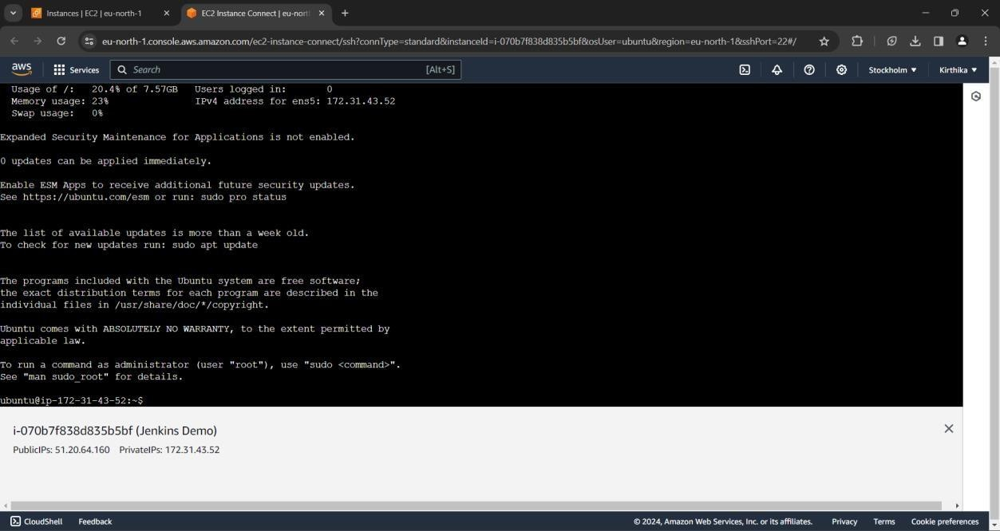 Instances | EC2 | eu-north-1
EC2 Instance Connect | eu-nort
eu-north-1.console.aws.amazon.com/ec2-instance-connect/ssh?connType=standard&instanceId=i-070b7f838d835b5bf&osUser=ubuntu&region=eu-north-1&sshPort=22#/
aws Services Search [Alt+S] Stockholm Kirthika
Usage of /: 20.4% of 7.57GB Users logged in: 0
Memory usage: 23% IPv4 address for ens5: 172.31.43.52
Swap usage: 0%
Expanded Security Maintenance for Applications is not enabled.
0 updates can be applied immediately.
Enable ESM Apps to receive additional future security updates.
See https://ubuntu.com/esm or run: sudo pro status
The list of available updates is more than a week old.
To check for new updates run: sudo apt update
The programs included with the Ubuntu system are free software;
the exact distribution terms for each program are described in the
individual files in /usr/share/doc/*/copyright.
Ubuntu comes with ABSOLUTELY NO WARRANTY, to the extent permitted by
applicable law.
To run a command as administrator (user "root"), use "sudo <command>".
See "man sudo_root" for details.
ubuntu@ip-172-31-43-52:~$
i-070b7f838d835b5bf (Jenkins Demo)
PublicIPs: 51.20.64.160 PrivateIPs: 172.31.43.52
CloudShell Feedback © 2024, Amazon Web Services, Inc. or its affiliates. Privacy Terms Cookie preferences